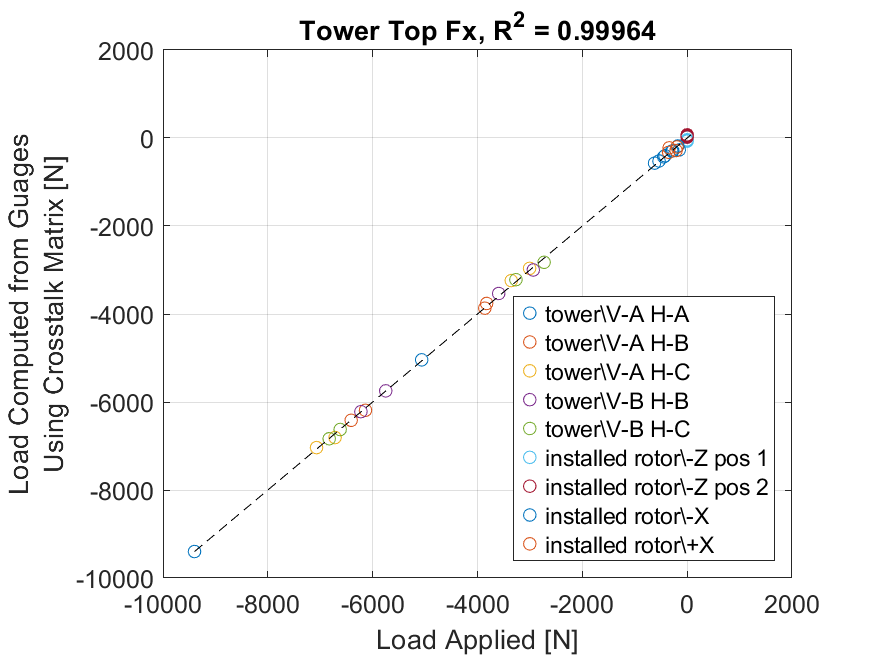 Tower Top Fx, R² = 0.99964
2000
0
-2000
-4000
-6000
-8000
-10000
Load Computed from Guages
Using Crosstalk Matrix [N]
tower\V-A H-A
tower\V-A H-B
tower\V-A H-C
tower\V-B H-B
tower\V-B H-C
installed rotor\-Z pos 1
installed rotor\-Z pos 2
installed rotor\-X
installed rotor\+X
-10000 -8000 -6000 -4000 -2000 0 2000
Load Applied [N]